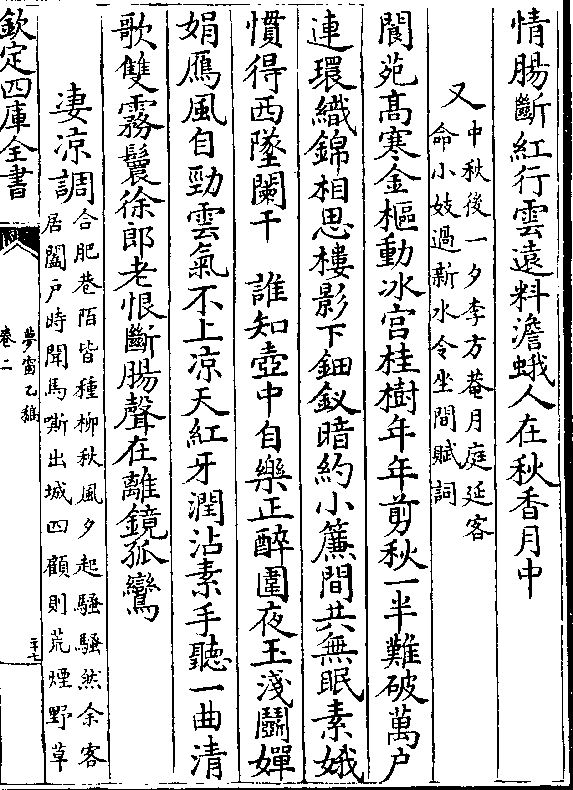 情腸斷紅行雲遠料澹蛾人在秋香月中
又中秋後一夕李方菴月庭延客
命小妓過新水令坐間賦詞
閬苑髙寒金樞動冰宫桂樹年年剪秋一半難破萬户
連環織錦相思樓影下鈿釵暗約小簾間共無眠素娥
慣得西墜闌干 誰知壺中自樂正醉圍夜玉淺鬬嬋
娟鴈風自勁雲氣不上凉天紅牙潤沾素手聽一曲清
歌雙霧鬟徐郎老恨斷腸聲在離鏡孤鸞
淒凉調合肥巷陌皆種柳秋風夕起騷騷然余客
居闔户時聞馬嘶出城四顧則荒煙野草
欽定四庫全書
夢窗乙稿
卷二
三十七